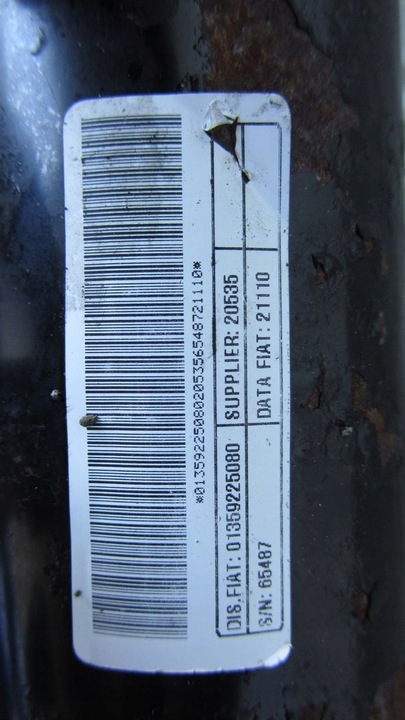 *01359225080205356548721110*
DIS.FIAT: 01359225080 SUPPLIER: 20535
S/N: 65487 DATA FIAT: 21110